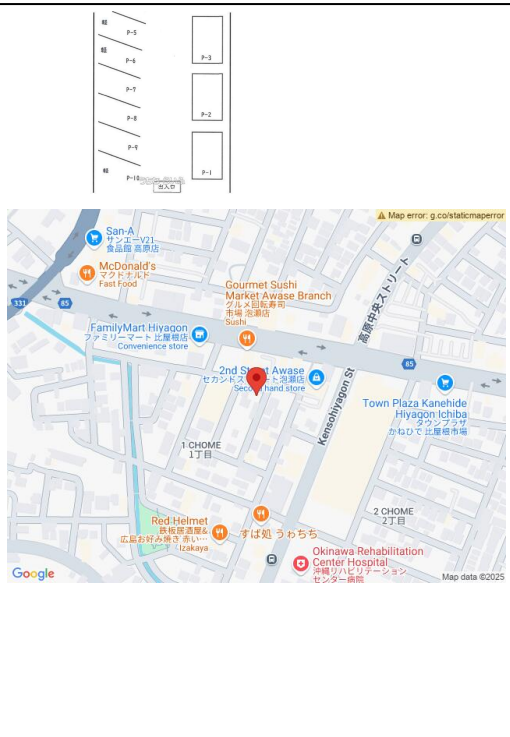 軽
P-5
軽
P-6
P-3
P-7
P-8
P-2
P-9
軽
P-10
P-1
出入口
Map error: g.co/staticmaperror
San-A
サンエーV21
食品館 高原店
McDonald's
マクドナルド
Fast Food
Gourmet Sushi
Market Awase Branch
グルメ回転寿司
市場 泡瀬店
Sushi
高原中央ストリート
331
85
FamilyMart Hiyagon
ファミリーマート 比屋根店
Convenience store
85
2nd Street Awase
セカンドストリート泡瀬店
Second hand store
Kensohiyagon St
Town Plaza Kanehide
Hiyagon Ichiba
タウンプラザ
かねひで 比屋根市場
1 CHOME
1丁目
2 CHOME
2丁目
Red Helmet
鉄板居酒屋&
広島お好み焼き 赤い…
Izakaya
すば処 うわちち
Okinawa Rehabilitation
Center Hospital
沖縄リハビリテーション
センター病院
Google
Map data ©2025